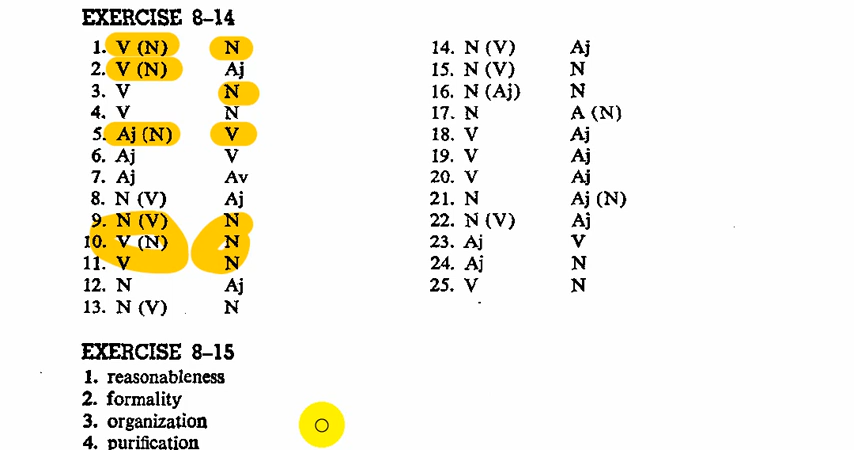 EXERCISE 8–14
1. V (N) N
2. V (N) Aj
3. V N
4. V N
5. Aj (N) V
6. Aj V
7. Aj Av
8. N (V) Aj
9. N (V) N
10. V (N) N
11. V N
12. N Aj
13. N (V) N
14. N (V) Aj
15. N (V) N
16. N (Aj) N
17. N A (N)
18. V Aj
19. V Aj
20. V Aj
21. N Aj (N)
22. N (V) Aj
23. Aj V
24. Aj N
25. V N
EXERCISE 8–15
1. reasonableness
2. formality
3. organization
4. purification